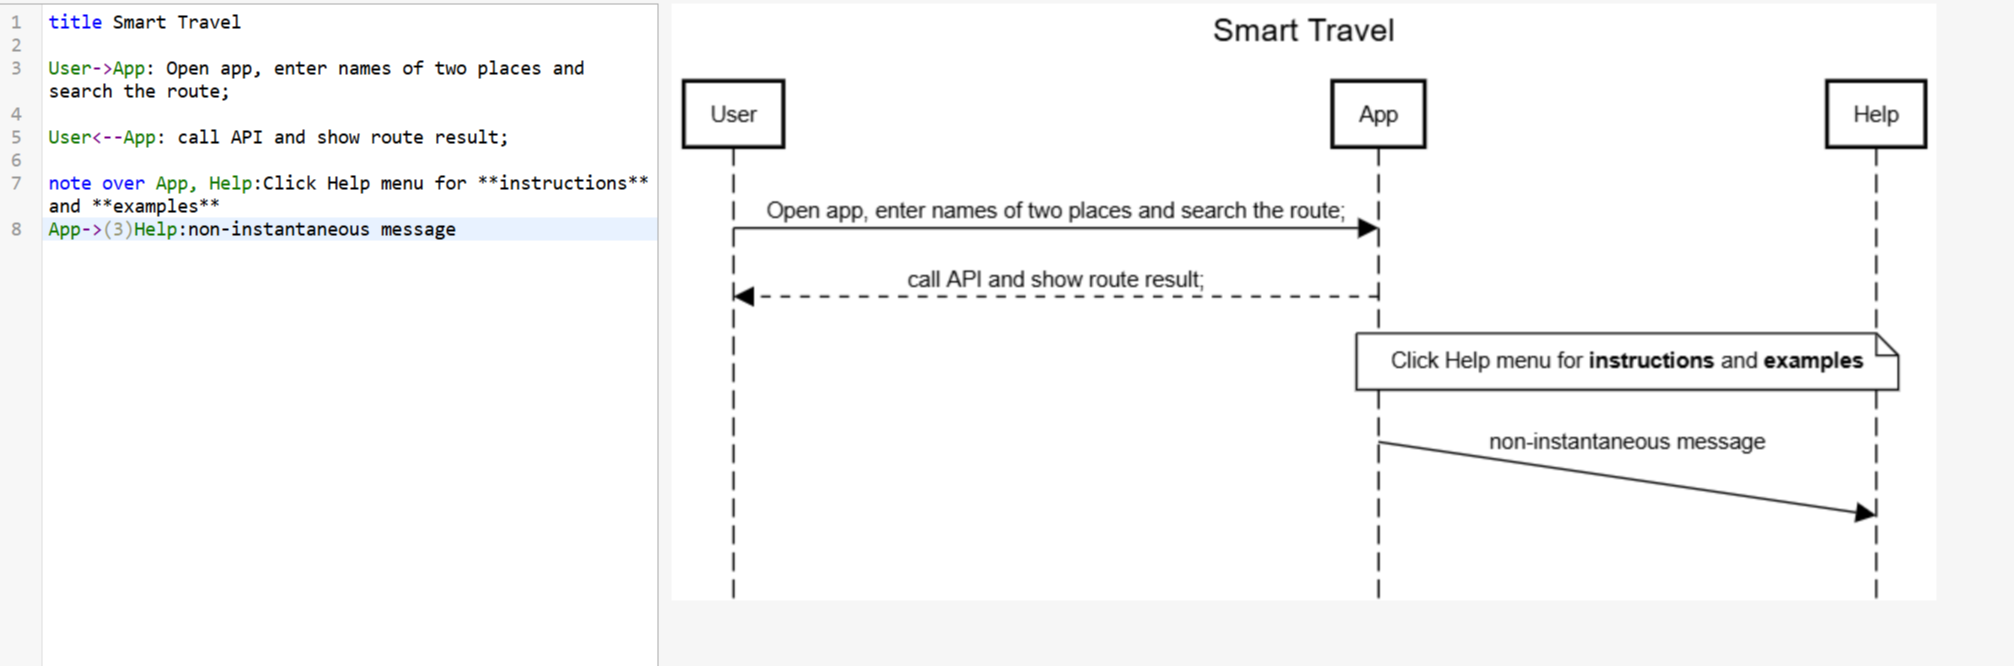 1 title Smart Travel
2
3 User->App: Open app, enter names of two places and
search the route;
4
5 User<--App: call API and show route result;
6
7 note over App, Help:Click Help menu for **instructions**
and **examples**
8 App->(3)Help:non-instantaneous message
Smart Travel
User App Help
Open app, enter names of two places and search the route;
call API and show route result;
Click Help menu for instructions and examples
non-instantaneous message